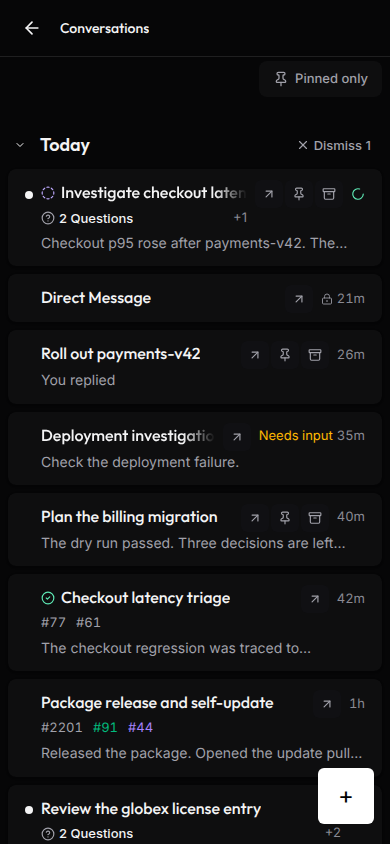 Conversations
Pinned only
Today
Dismiss 1
Investigate checkout laten
2 Questions +1
Checkout p95 rose after payments-v42. The...
Direct Message 21m
Roll out payments-v42 26m
You replied
Deployment investigatio Needs input 35m
Check the deployment failure.
Plan the billing migration 40m
The dry run passed. Three decisions are left...
Checkout latency triage 42m
#77 #61
The checkout regression was traced to...
Package release and self-update 1h
#2201 #91 #44
Released the package. Opened the update pull...
Review the globex license entry
2 Questions +2